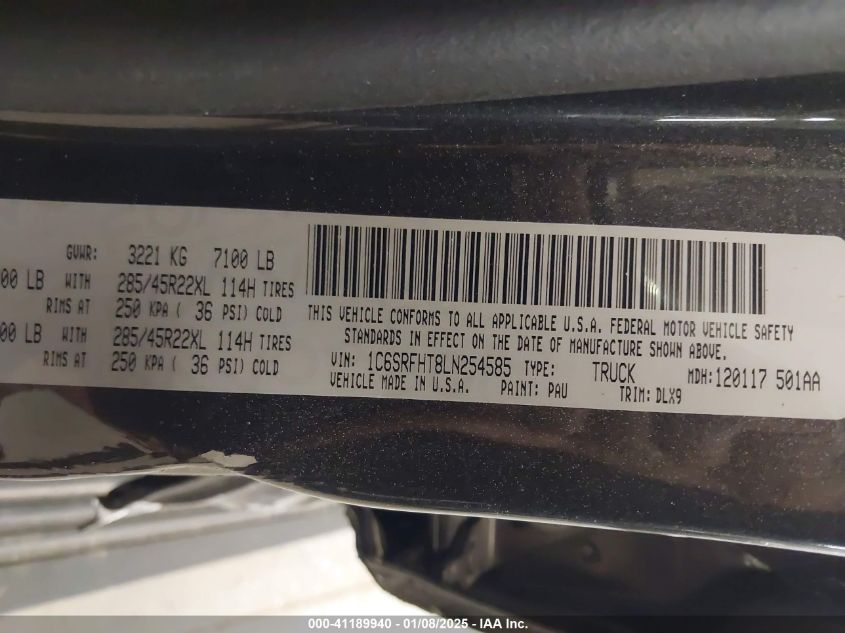 GVWR: 3221 KG 7100 LB
00 LB WITH 285/45R22XL 114H TIRES
RIMS AT 250 KPA ( 36 PSI) COLD
00 LB WITH 285/45R22XL 114H TIRES
RIMS AT 250 KPA ( 36 PSI) COLD
THIS VEHICLE CONFORMS TO ALL APPLICABLE U.S.A. FEDERAL MOTOR VEHICLE SAFETY
STANDARDS IN EFFECT ON THE DATE OF MANUFACTURE SHOWN ABOVE.
VIN: 1C6SRFHT8LN254585 TYPE: TRUCK MDH:120117 501AA
VEHICLE MADE IN U.S.A. PAINT: PAU TRIM: DLX9
000-41189940 - 01/08/2025 - IAA Inc.